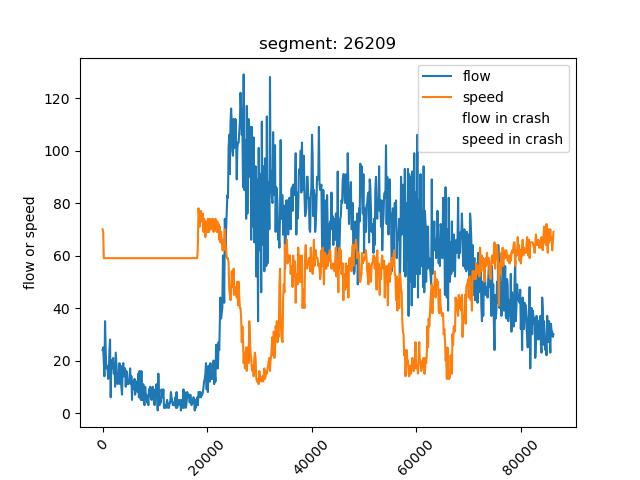 segment: 26209
flow
speed
flow in crash
speed in crash
flow or speed
120
100
80
60
40
20
0
0
20000
40000
60000
80000